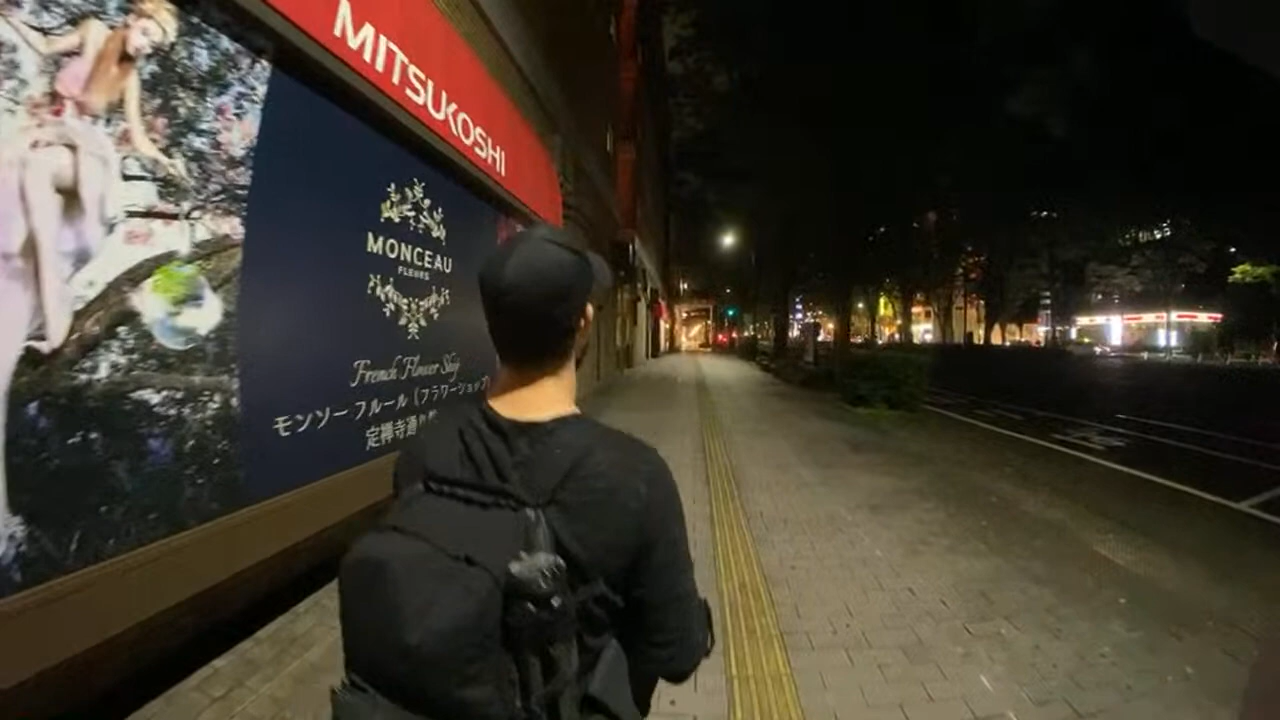 MITSUKOSHI
MONCEAU
FLEURS
French Flower Shop
モンソーフルール (フラワーショップ
定禅寺通り